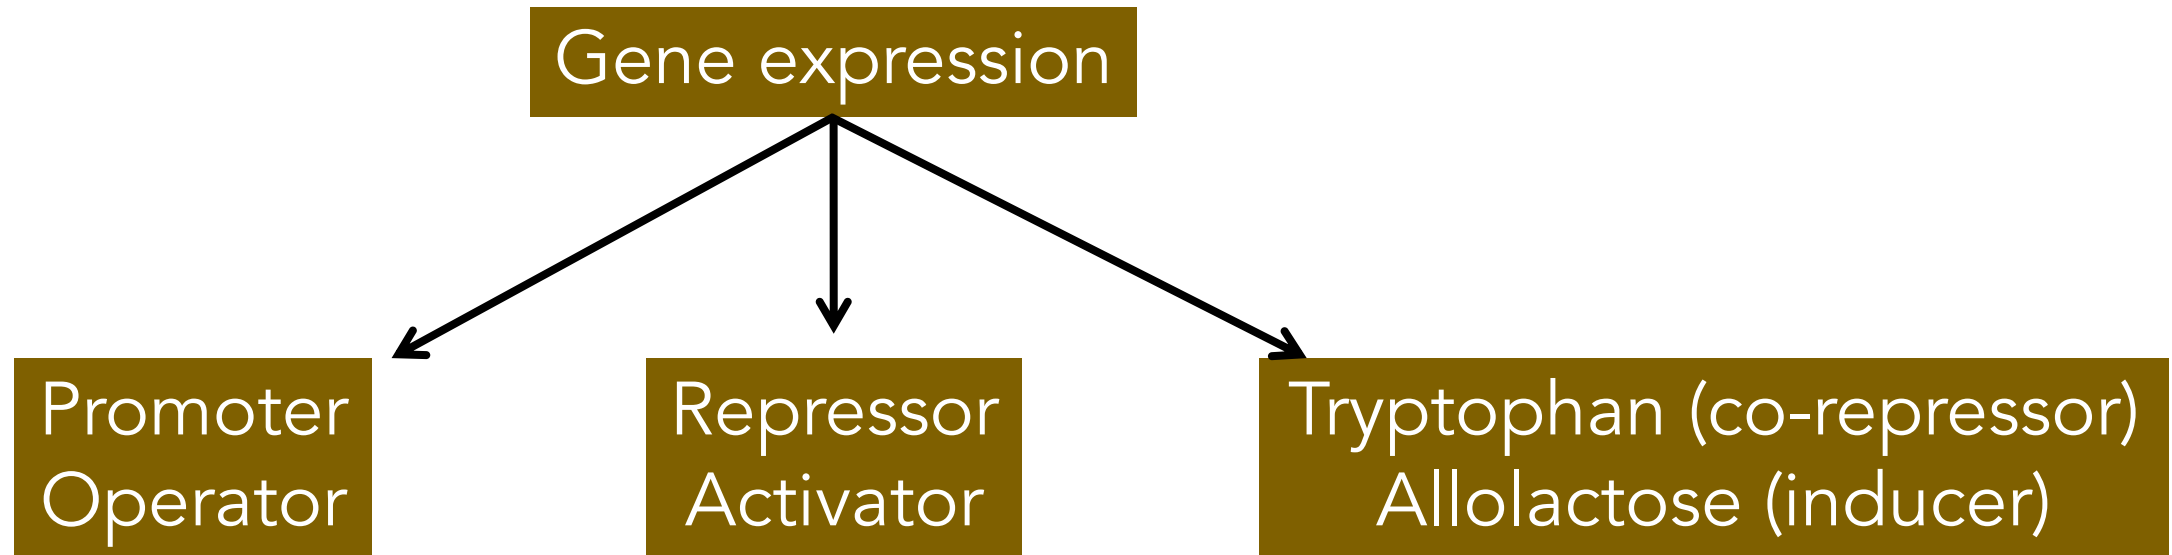 Gene expression
Promoter
Operator
Repressor
Activator
Tryptophan (co-repressor)
Allolactose (inducer)